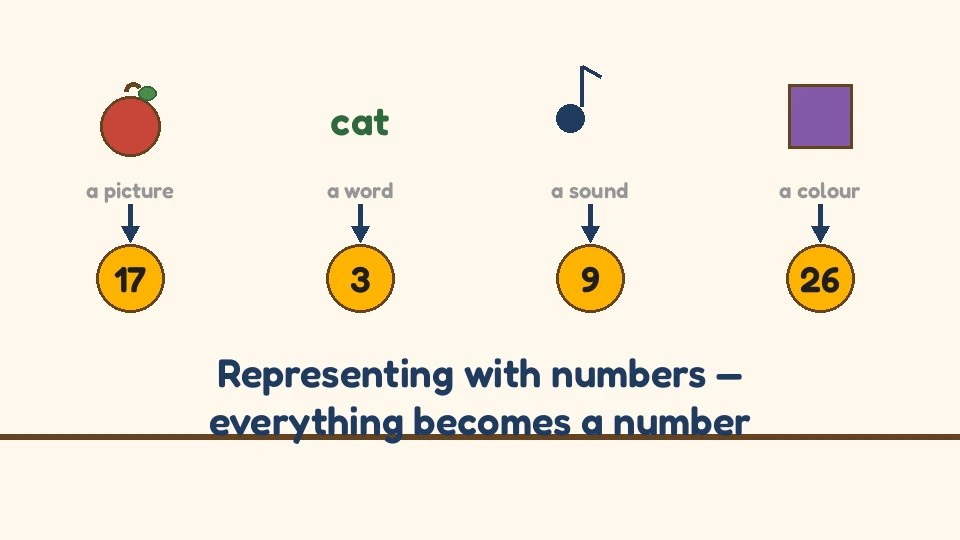 cat
a picture a word a sound a colour
17 3 9 26
Representing with numbers —
everything becomes a number